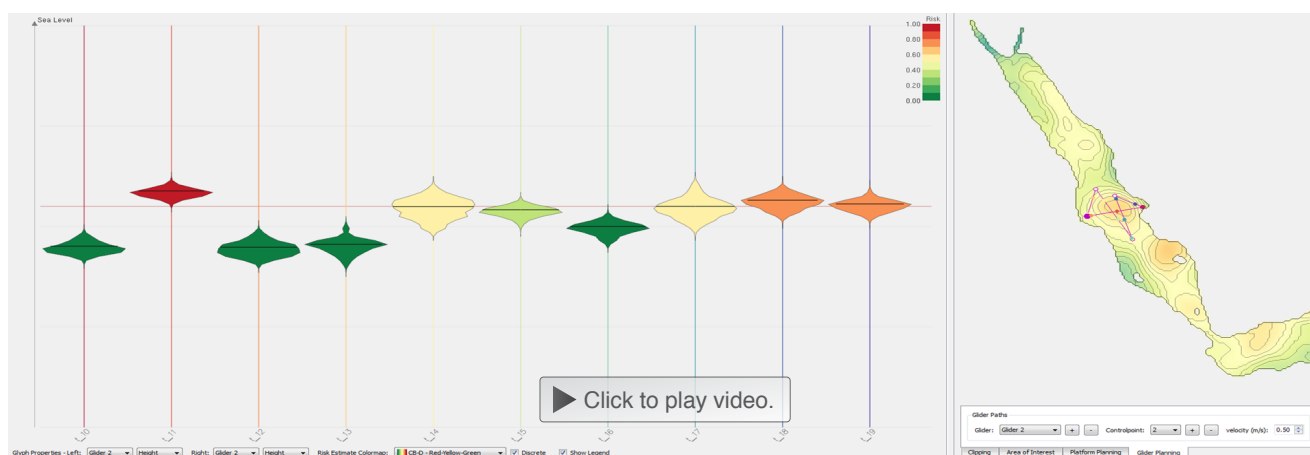 Sea Level
Risk
1.00
0.80
0.60
0.40
0.20
0.00
Click to play video.
t_10
t_11
t_12
t_13
t_14
t_15
t_16
t_17
t_18
t_19
Glyph Properties - Left: Glider 2 Height Right: Glider 2 Height Risk Estimate Colormap: CB-D - Red-Yellow-Green Discrete Show Legend
Glider Paths
Glider: Glider 2 + - Controlpoint: 2 + - velocity (m/s): 0.50
Clipping Area of Interest Platform Planning Glider Planning